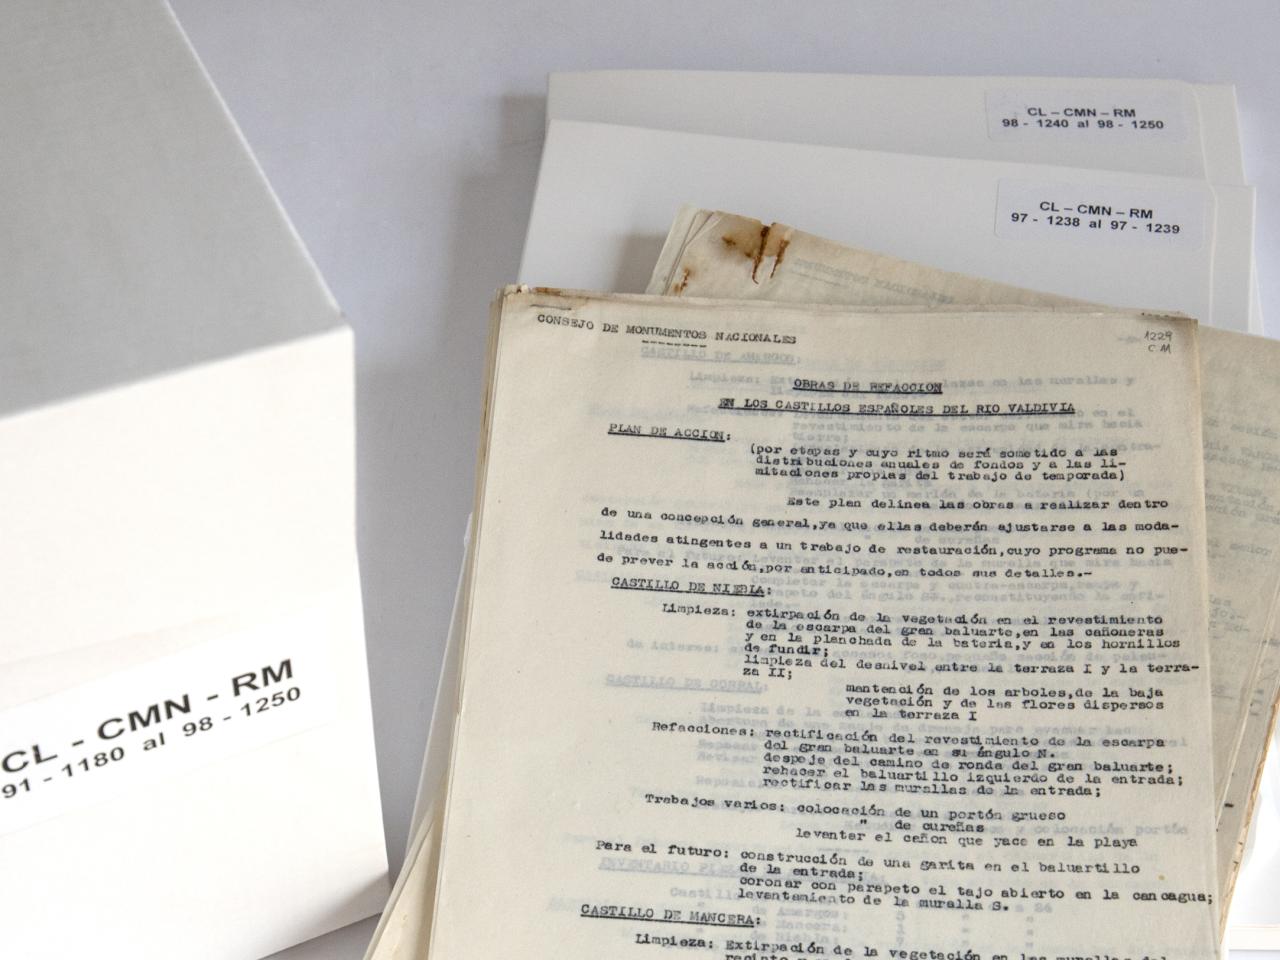 CL - CMN - RM
91 - 1180 al 98 - 1250
CL – CMN – RM
98 - 1240 al 98 - 1250
CL – CMN – RM
97 - 1238 al 97 - 1239
CONSEJO DE MONUMENTOS NACIONALES
1229
C M
OBRAS DE REFACCION
EN LOS CASTILLOS ESPAÑOLES DEL RIO VALDIVIA
PLAN DE ACCION:
(por etapas y cuyo ritmo será sometido a las
distribuciones anuales de fondos y a las li-
mitaciones propias del trabajo de temporada)
Este plan delinea las obras a realizar dentro
de una concepción general,ya que ellas deberán ajustarse a las moda-
lidades atingentes a un trabajo de restauración,cuyo programa no pue-
de prever la acción,por anticipado,en todos sus detalles.-
CASTILLO DE NIEBLA:
Limpieza: extirpación de la vegetación en el revestimiento
de la escarpa del gran baluarte,en las cañoneras
y en la planchada de la batería,y en los hornillos
de fundir;
limpieza del desnivel entre la terraza I y la terra-
za II;
mantención de los arboles,de la baja
vegetación y de las flores dispersos
en la terraza I
Refacciones: rectificación del revestimiento de la escarpa
del gran baluarte en su ángulo N.
despeje del camino de ronda del gran baluarte;
rehacer el baluartillo izquierdo de la entrada;
rectificar las murallas de la entrada;
Trabajos varios: colocación de un portón grueso
" de cureñas
levantar el cañon que yace en la playa
Para el futuro: construcción de una garita en el baluartillo
de la entrada;
coronar con parapeto el tajo abierto en la cancagua;
levantamiento de la muralla S.
CASTILLO DE MANCERA:
Limpieza: Extirpación de la vegetación en las murallas del